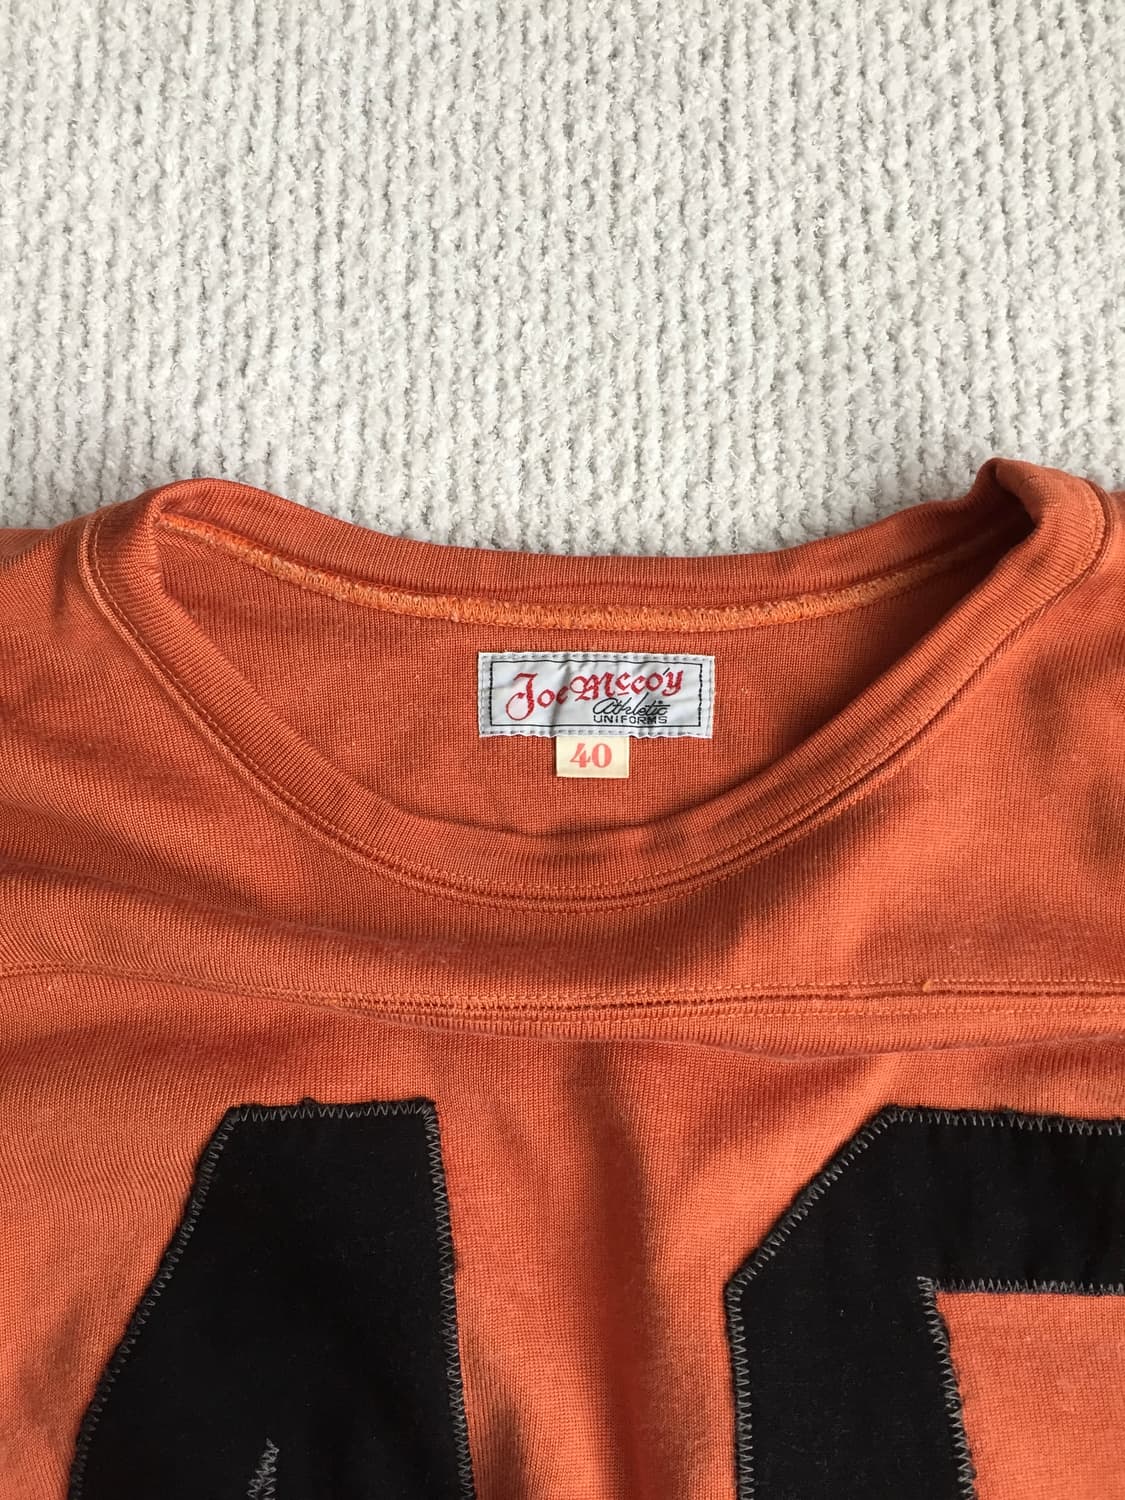 Joe McCoy
Athletic
UNIFORMS
40